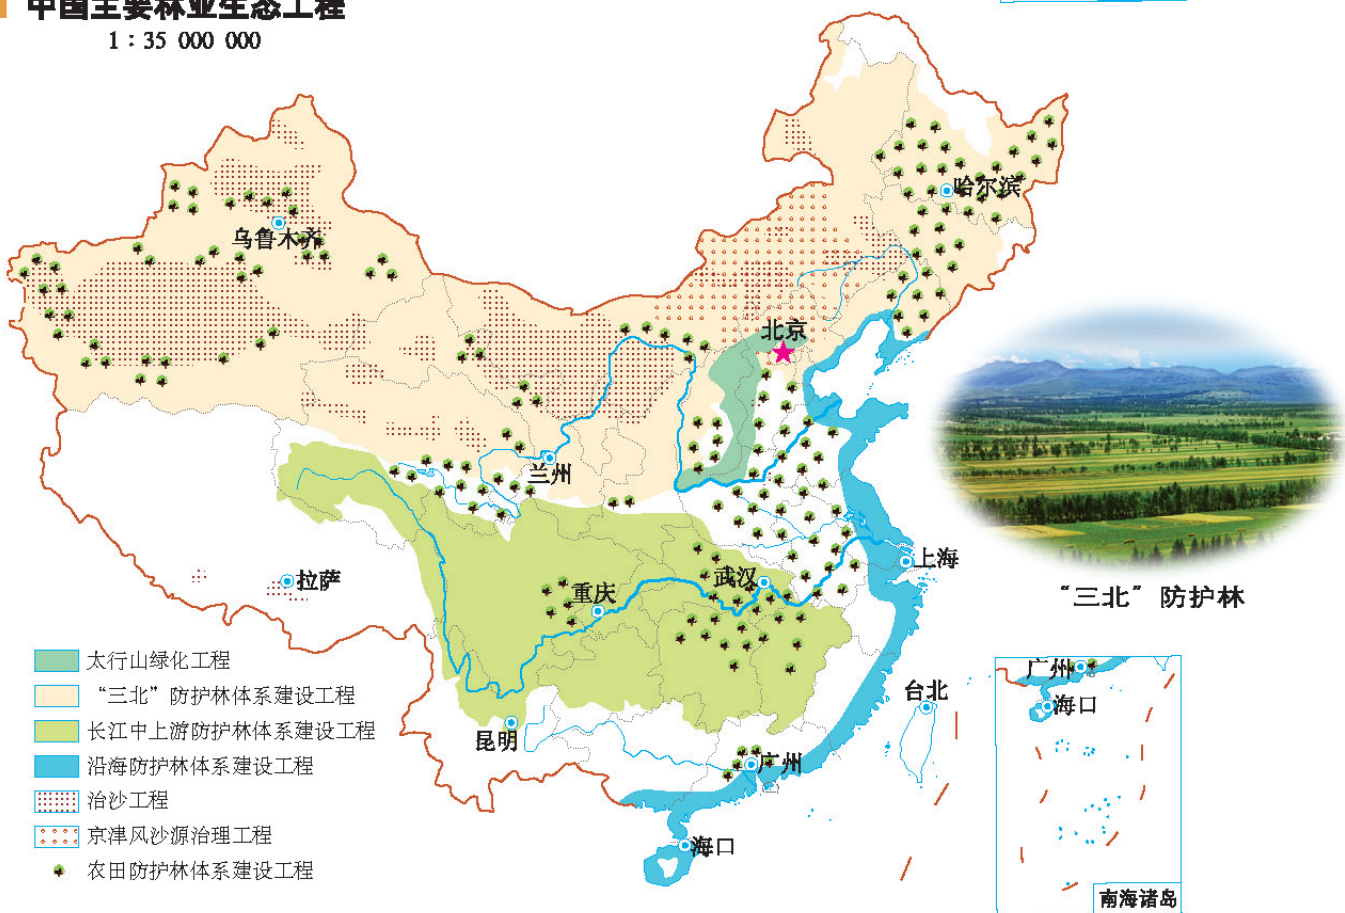 中国主要林业生态工程
1：35 000 000
哈尔滨
乌鲁木齐
北京
兰州
拉萨
重庆
武汉
上海
“三北”防护林
太行山绿化工程
“三北”防护林体系建设工程
长江中上游防护林体系建设工程
沿海防护林体系建设工程
治沙工程
京津风沙源治理工程
农田防护林体系建设工程
昆明
台北
广州
海口
广州
海口
南海诸岛